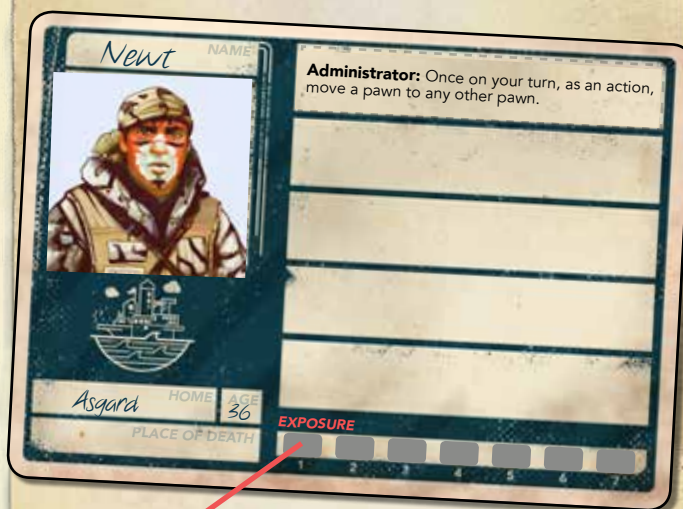 Newt NAME
Administrator: Once on your turn, as an action,
move a pawn to any other pawn.
Asgard HOME
AGE
36
PLACE OF DEATH
EXPOSURE
1 2 3 4 5 6 7